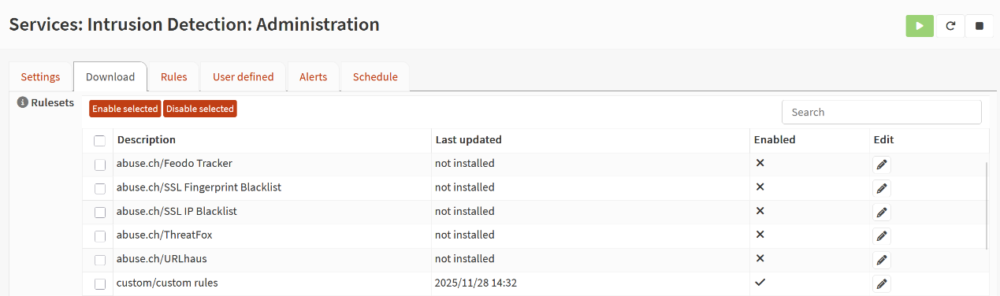 Services: Intrusion Detection: Administration
Settings Download Rules User defined Alerts Schedule
Rulesets
Enable selected Disable selected Search
Description Last updated Enabled Edit
abuse.ch/Feodo Tracker not installed
abuse.ch/SSL Fingerprint Blacklist not installed
abuse.ch/SSL IP Blacklist not installed
abuse.ch/ThreatFox not installed
abuse.ch/URLhaus not installed
custom/custom rules 2025/11/28 14:32